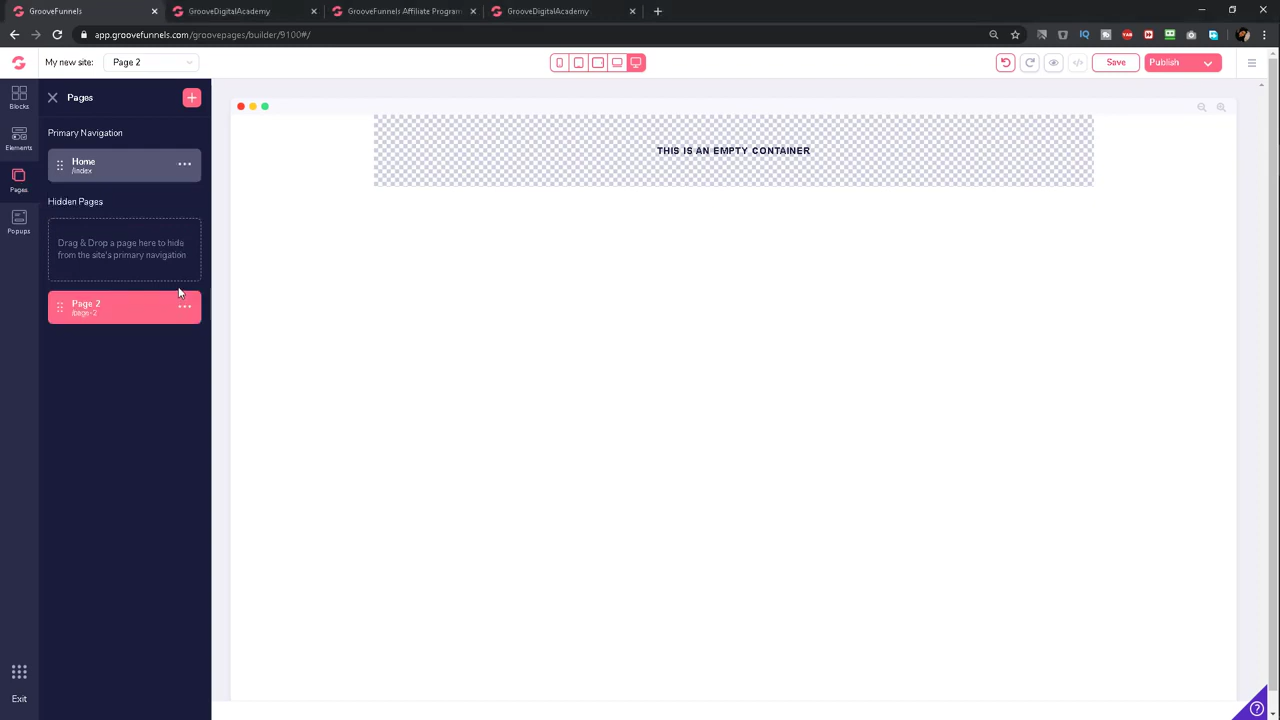 GrooveFunnels
GrooveDigitalAcademy
GrooveFunnels Affiliate Program
GrooveDigitalAcademy
app.groovefunnels.com/groovepages/builder/9100#/
My new site:
Page 2
Save
Publish
Blocks
Elements
Pages
Popups
Exit
Pages
Primary Navigation
Home
/index
Hidden Pages
Drag & Drop a page here to hide
from the site's primary navigation
Page 2
/page-2
THIS IS AN EMPTY CONTAINER